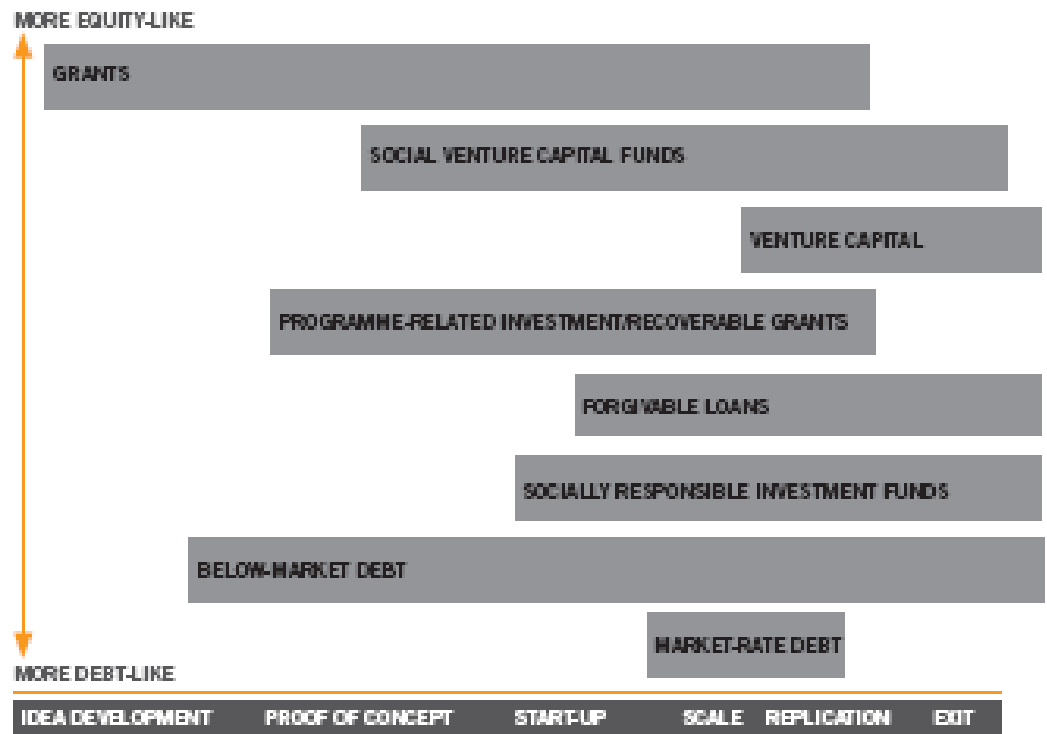 MORE EQUITY-LIKE
GRANTS
SOCIAL VENTURE CAPITAL FUNDS
VENTURE CAPITAL
PROGRAMME-RELATED INVESTMENT/RECOVERABLE GRANTS
FORGIVABLE LOANS
SOCIALLY RESPONSIBLE INVESTMENT FUNDS
BELOW-MARKET DEBT
MARKET-RATE DEBT
MORE DEBT-LIKE
IDEA DEVELOPMENT PROOF OF CONCEPT START-UP SCALE REPLICATION EXIT